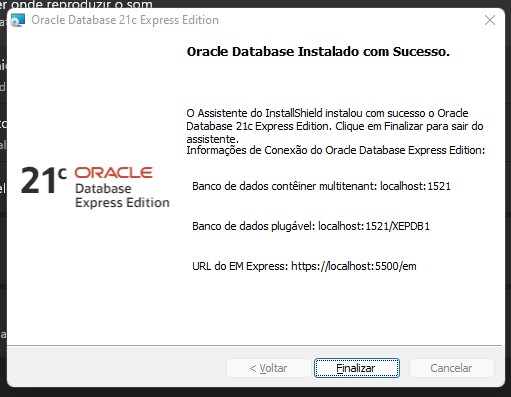 er onde reproduzir o som
Oracle Database 21c Express Edition
Oracle Database Instalado com Sucesso.
O Assistente do InstallShield instalou com sucesso o Oracle
Database 21c Express Edition. Clique em Finalizar para sair do
assistente.
Informações de Conexão do Oracle Database Express Edition:
21c ORACLE
Database
Express Edition
Banco de dados contêiner multitenant: localhost:1521
Banco de dados plugável: localhost:1521/XEPDB1
URL do EM Express: https://localhost:5500/em
< Voltar
Finalizar
Cancelar